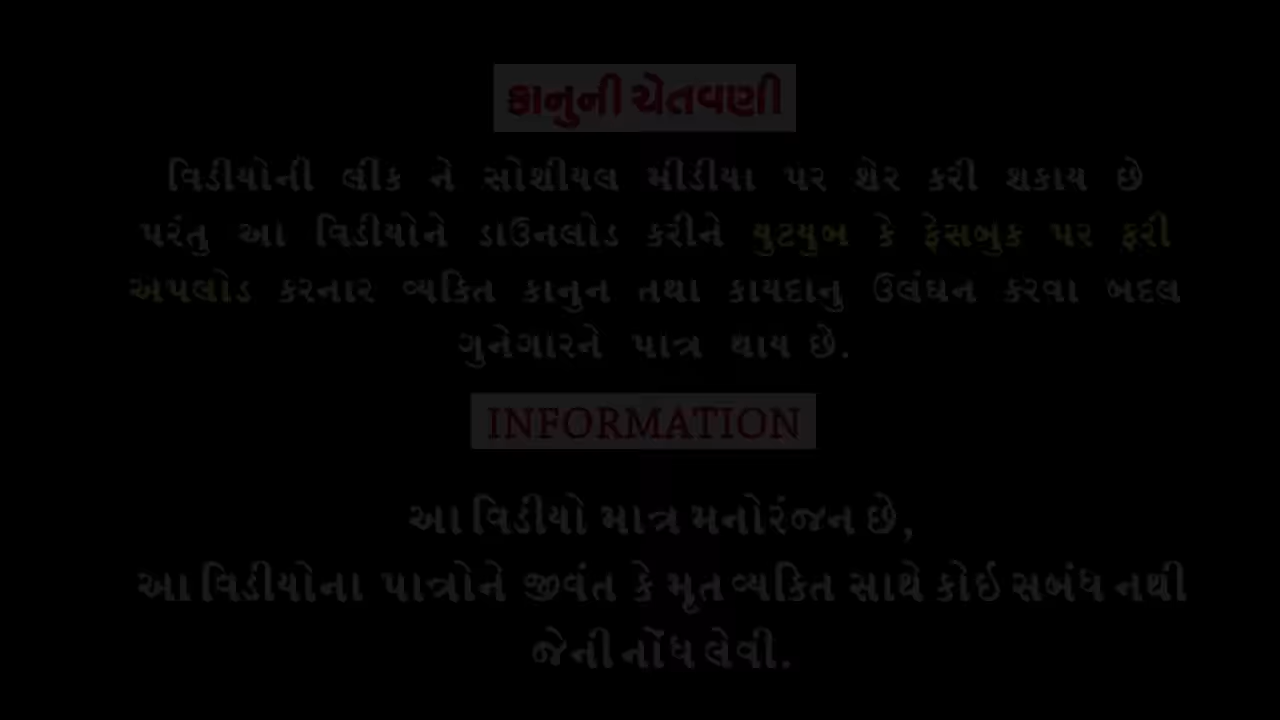 કાનુની ચેતવણી
વિડીયોની લીંક ને સોશીયલ મીડીયા પર શેર કરી શકાય છે
પરંતુ આ વિડીયોને ડાઉનલોડ કરીને યુટયુબ કે ફેસબુક પર ફરી
અપલોડ કરનાર વ્યકિત કાનુન તથા કાયદાનુ ઉલંઘન કરવા બદલ
ગુનેગારને પાત્ર થાય છે.
INFORMATION
આ વિડીયો માત્ર મનોરંજન છે,
આ વિડીયોના પાત્રોને જીવંત કે મૃત વ્યકિત સાથે કોઇ સબંધ નથી
જેની નોંધ લેવી.